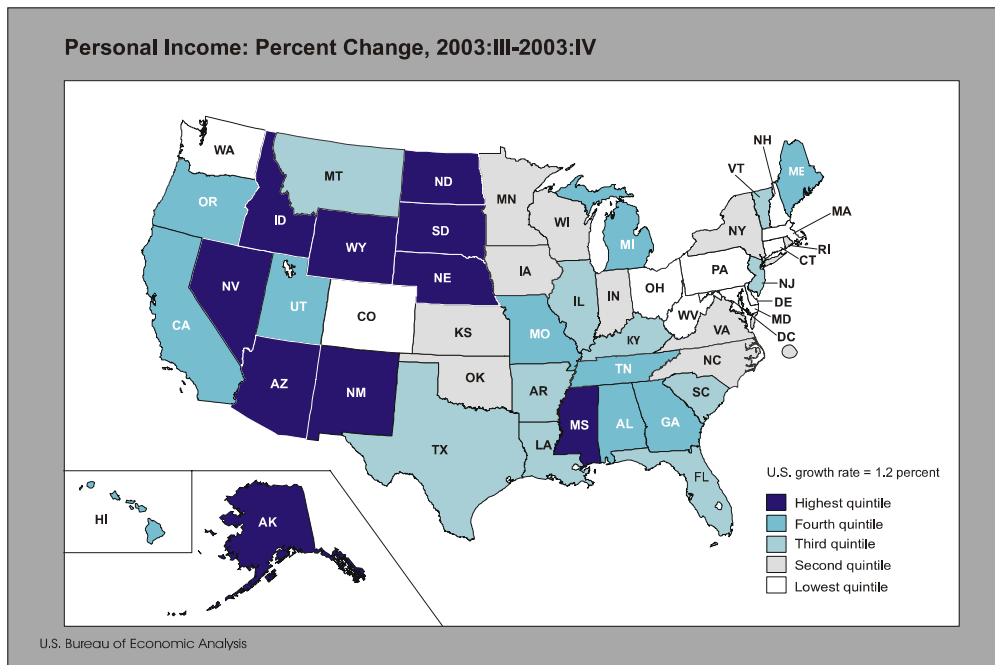 Personal Income: Percent Change, 2003:III-2003:IV
NH
WA
VT
ME
MT
ND
MN
OR
MA
ID
SD
WI
NY
WY
MI
RI
CT
IA
PA
NE
NV
IL
IN
OH
NJ
UT
DE
CO
WV
MD
CA
KS
MO
KY
VA
DC
NC
TN
AZ
NM
OK
AR
SC
MS
AL
GA
TX
LA
FL
U.S. growth rate = 1.2 percent
Highest quintile
HI
AK
Fourth quintile
Third quintile
Second quintile
Lowest quintile
U.S. Bureau of Economic Analysis